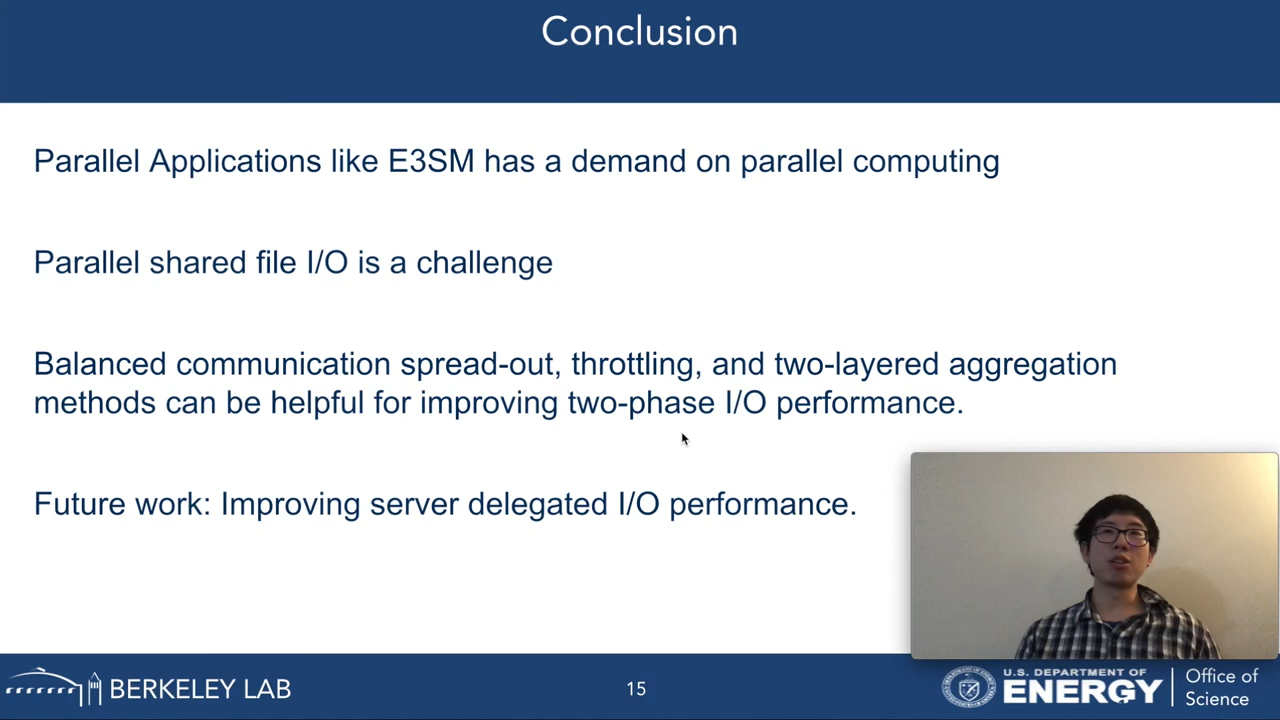 Conclusion
Parallel Applications like E3SM has a demand on parallel computing
Parallel shared file I/O is a challenge
Balanced communication spread-out, throttling, and two-layered aggregation
methods can be helpful for improving two-phase I/O performance.
Future work: Improving server delegated I/O performance.
BERKELEY LAB
15
U.S. DEPARTMENT OF
ENERGY
Office of
Science